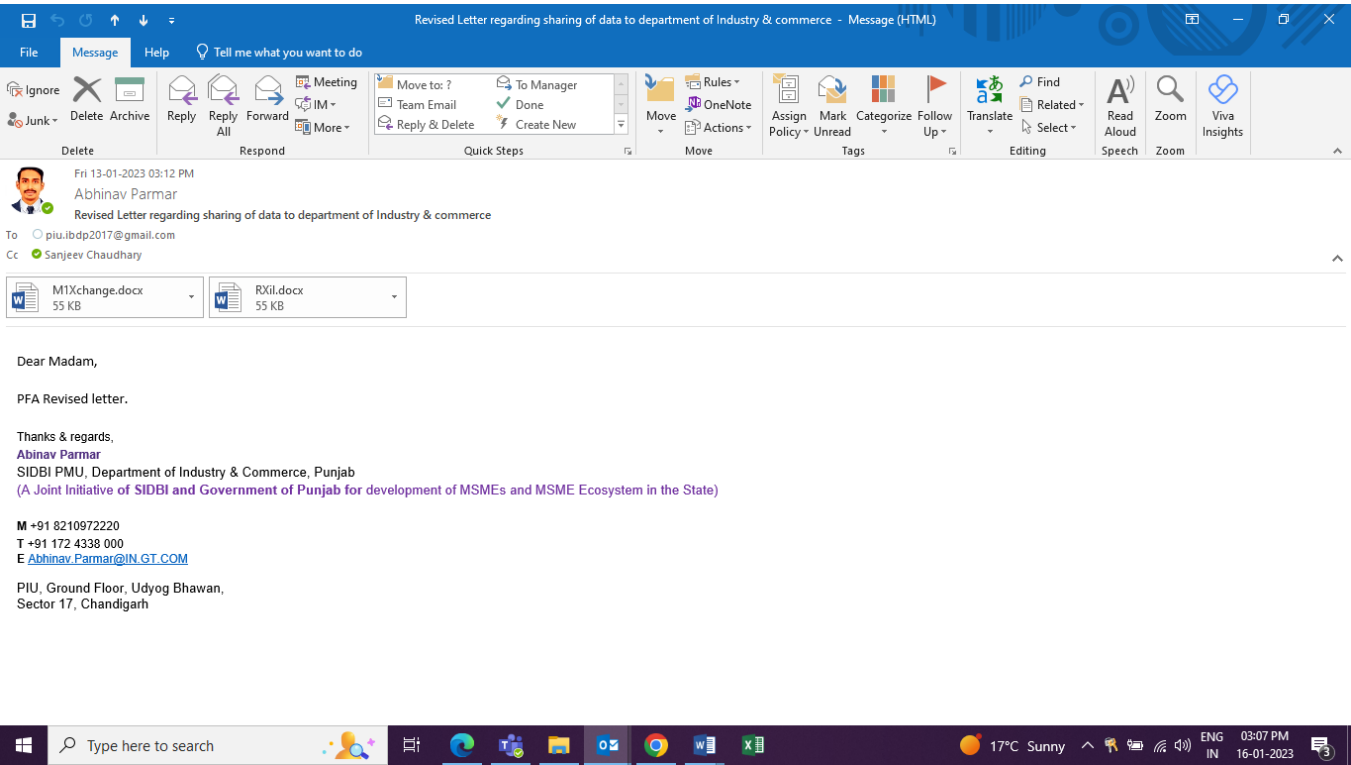 Revised Letter regarding sharing of data to department of Industry & commerce - Message (HTML)
File Message Help Tell me what you want to do
Ignore
Junk
Delete
Archive
Delete
Reply
Reply All
Forward
Meeting
IM
More
Respond
Move to: ?
Team Email
Reply & Delete
To Manager
Done
Create New
Quick Steps
Move
Rules
OneNote
Actions
Move
Assign Policy
Mark Unread
Categorize
Follow Up
Tags
Translate
Find
Related
Select
Editing
Read Aloud
Speech
Zoom
Zoom
Viva Insights
Fri 13-01-2023 03:12 PM
Abhinav Parmar
Revised Letter regarding sharing of data to department of Industry & commerce
To piu.ibdp2017@gmail.com
Cc Sanjeev Chaudhary
M1Xchange.docx
55 KB
RXil.docx
55 KB
Dear Madam,
PFA Revised letter.
Thanks & regards,
Abinav Parmar
SIDBI PMU, Department of Industry & Commerce, Punjab
(A Joint Initiative of SIDBI and Government of Punjab for development of MSMEs and MSME Ecosystem in the State)
M +91 8210972220
T +91 172 4338 000
E Abhinav.Parmar@IN.GT.COM
PIU, Ground Floor, Udyog Bhawan,
Sector 17, Chandigarh
Type here to search
17°C Sunny
ENG
IN
03:07 PM
16-01-2023
3